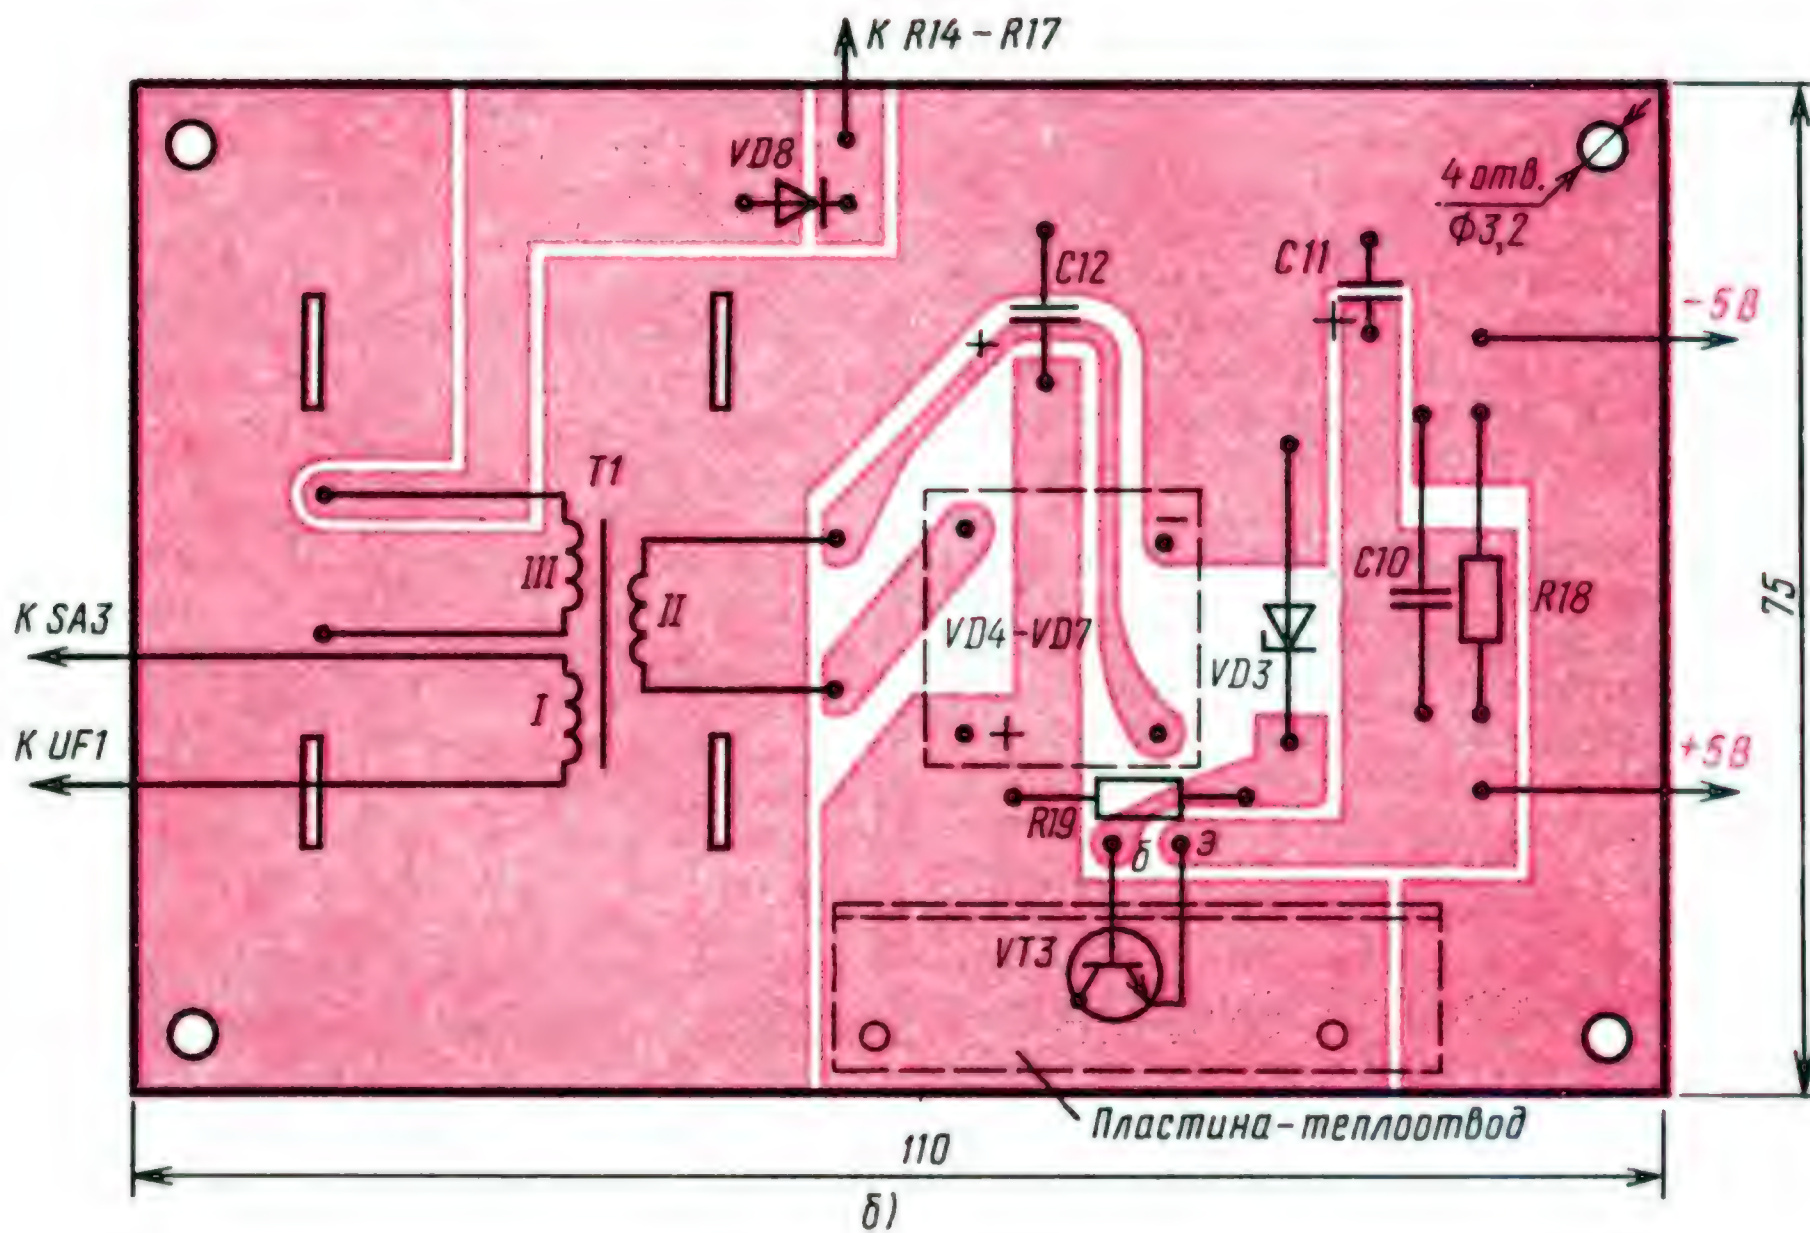 К R14 – R17
VD8
4 отв.
Ф3,2
C12
C11
+
+
–5В
T1
–
III
II
C10
R18
75
К SA3
VD4–VD7
VD3
I
К UF1
+
+5В
R19
б
э
VT3
Пластина-теплоотвод
110
б)